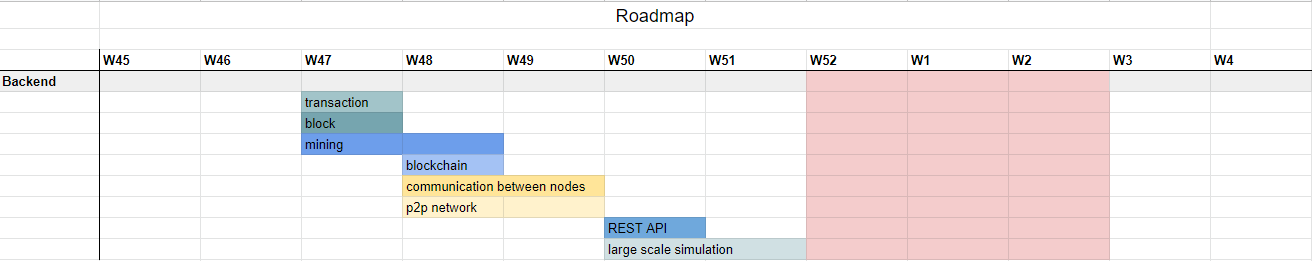 Roadmap
W45 W46 W47 W48 W49 W50 W51 W52 W1 W2 W3 W4
Backend
transaction
block
mining
blockchain
communication between nodes
p2p network
REST API
large scale simulation